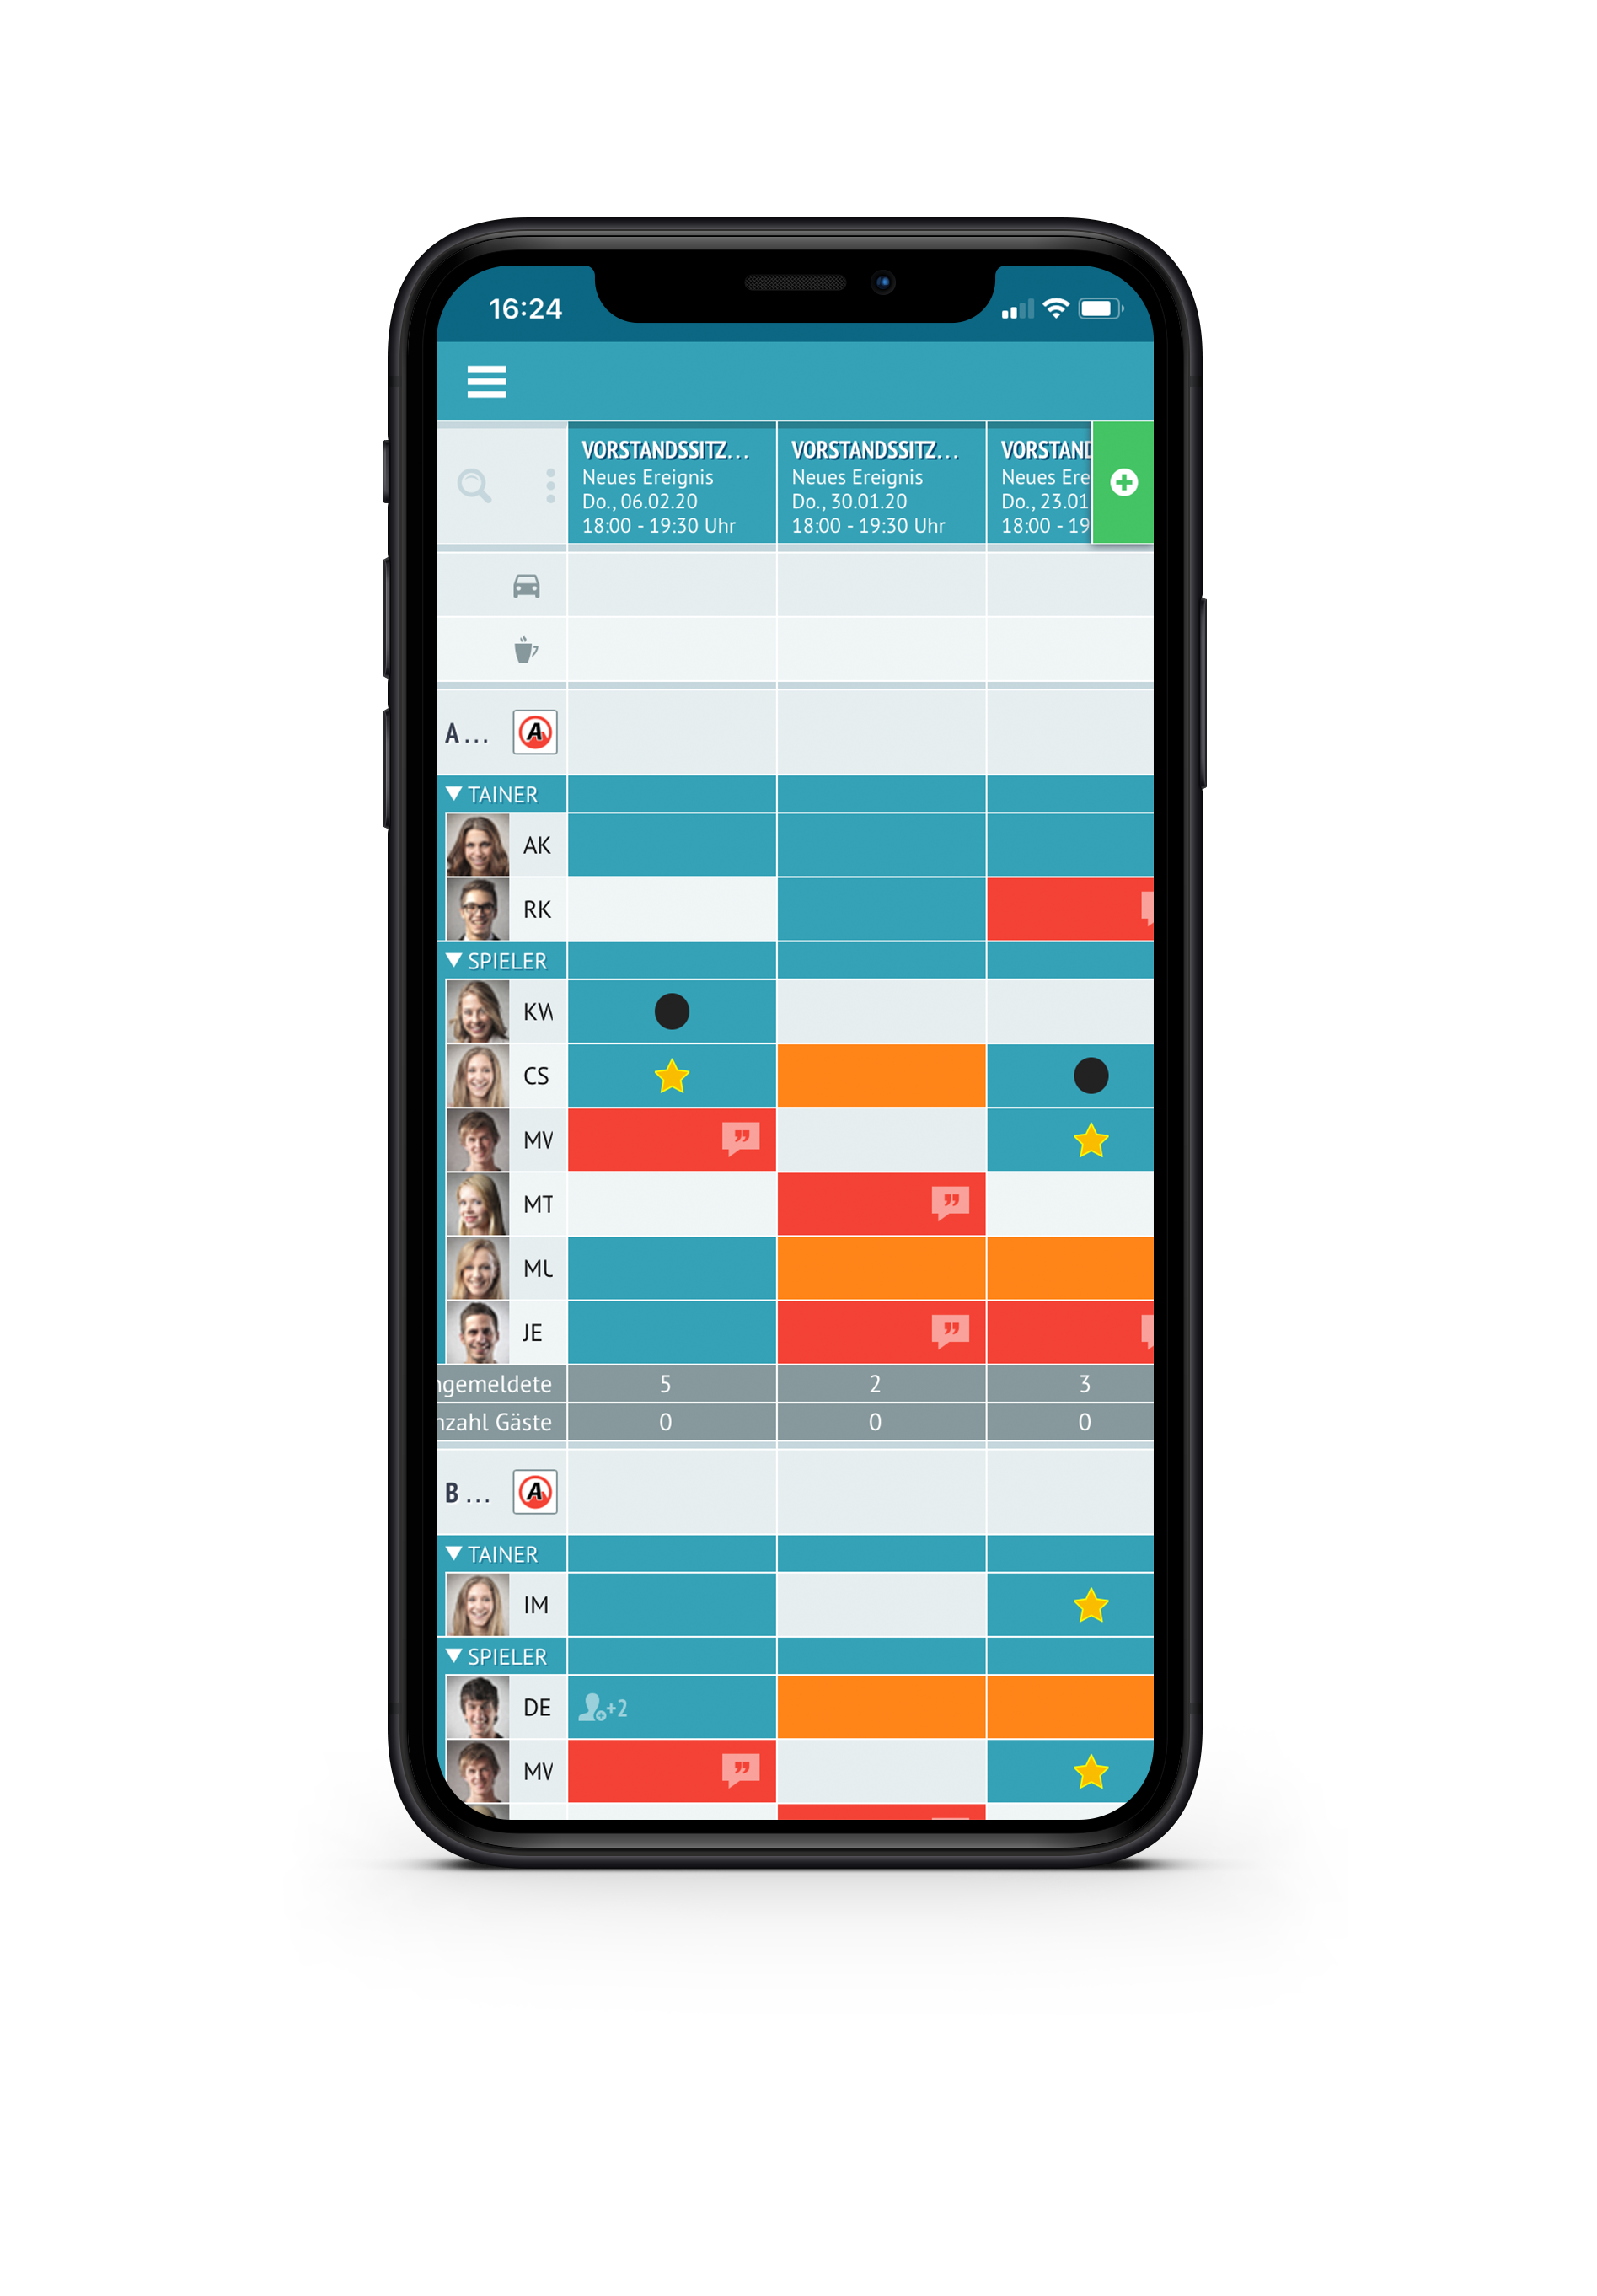 16:24
VORSTANDSSITZ...
Neues Ereignis
Do., 06.02.20
18:00 - 19:30 Uhr
VORSTANDSSITZ...
Neues Ereignis
Do., 30.01.20
18:00 - 19:30 Uhr
VORSTAND
Neues Ere
Do., 23.01
18:00 - 19
A...
A
TAINER
AK
RK
SPIELER
KW
CS
MV
MT
MU
JE
ngemeldete 5 2 3
nzahl Gäste 0 0 0
B...
A
TAINER
IM
SPIELER
DE +2
MV